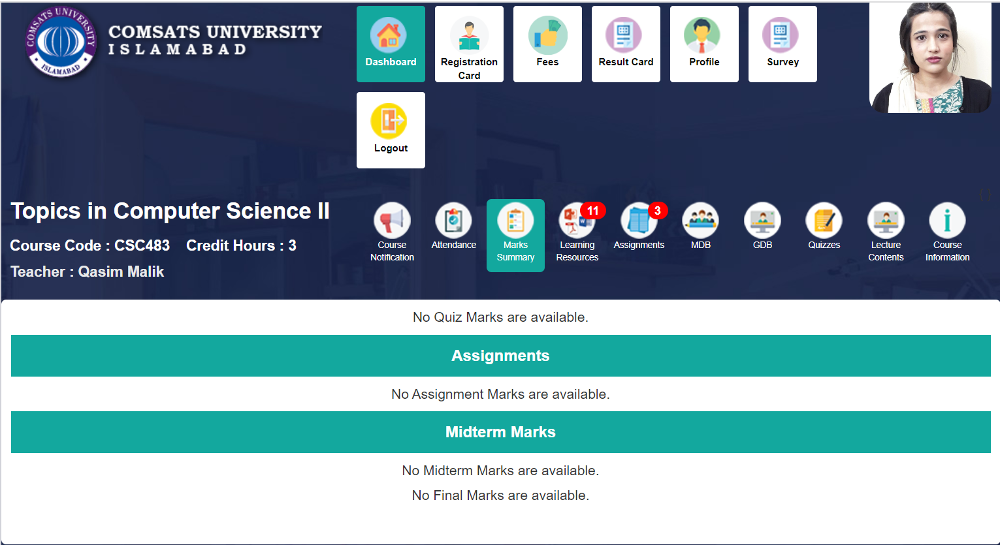 COMSATS UNIVERSITY
ISLAMABAD
COMSATS UNIVERSITY
ISLAMABAD
Dashboard
Registration
Card
Fees
Result Card
Profile
Survey
Logout
Topics in Computer Science II
Course Code : CSC483 Credit Hours : 3
Teacher : Qasim Malik
Course
Notification
Attendance
Marks
Summary
11
Learning
Resources
3
Assignments
MDB
GDB
Quizzes
Lecture
Contents
Course
Information
( )
No Quiz Marks are available.
Assignments
No Assignment Marks are available.
Midterm Marks
No Midterm Marks are available.
No Final Marks are available.